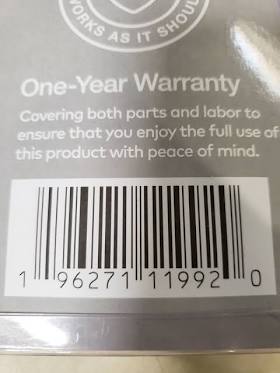 WORKS AS IT SHOUL
One-Year Warranty
Covering both parts and labor to
ensure that you enjoy the full use of
this product with peace of mind.
1 96271 11992 0